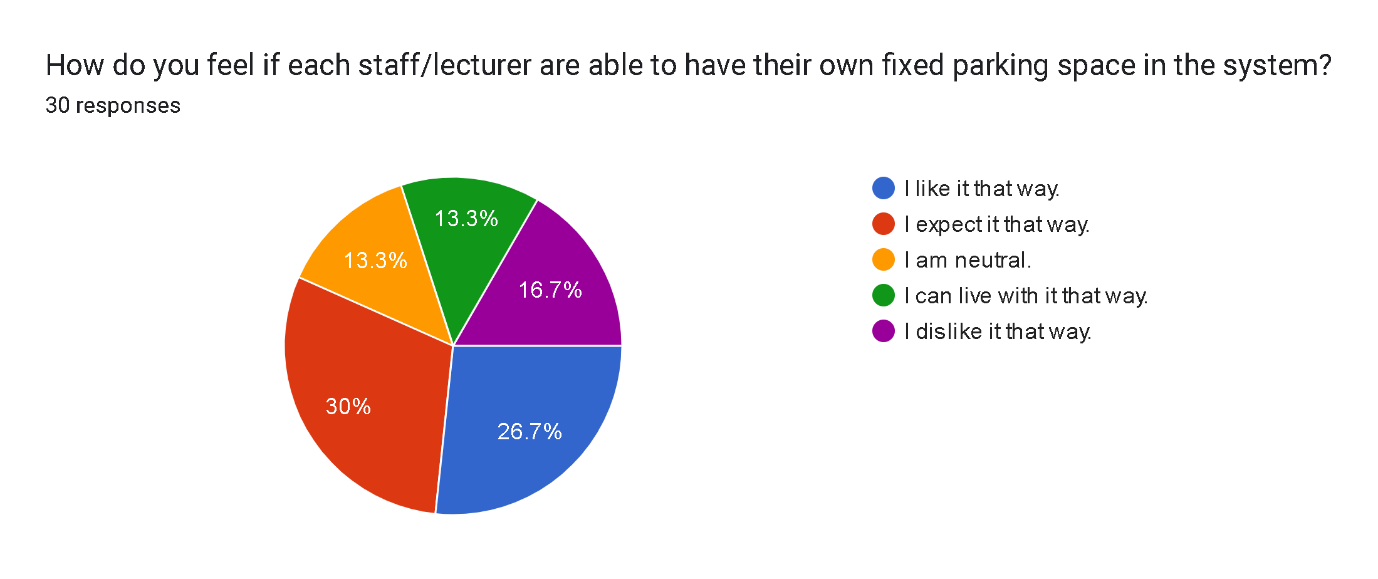 How do you feel if each staff/lecturer are able to have their own fixed parking space in the system?
30 responses
I like it that way.
I expect it that way.
I am neutral.
I can live with it that way.
I dislike it that way.
13.3%
13.3%
16.7%
30%
26.7%